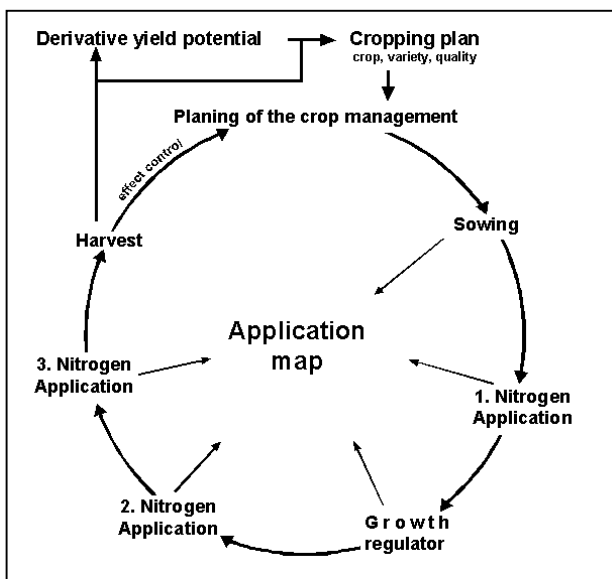 Derivative yield potential
Cropping plan
crop, variety, quality
Planing of the crop management
effect control
Sowing
Harvest
Application
map
3. Nitrogen
Application
1. Nitrogen
Application
2. Nitrogen
Application
Growth
regulator